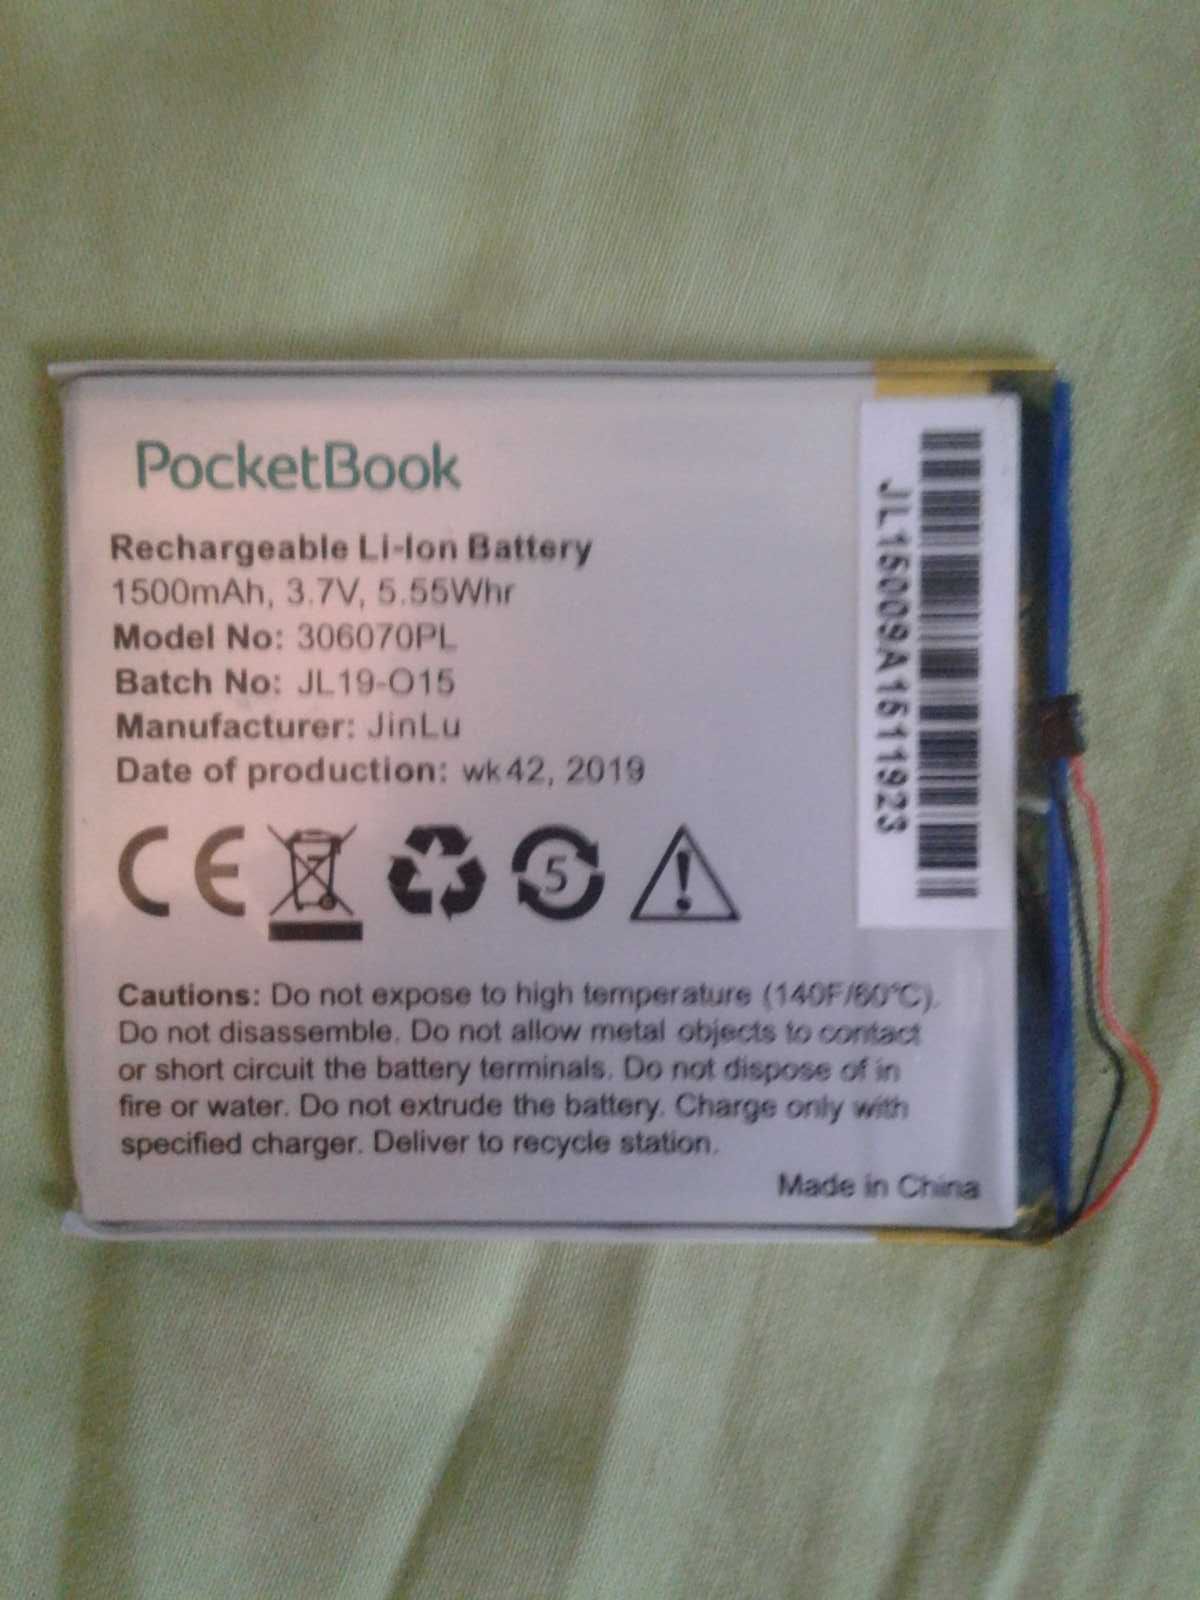 PocketBook
Rechargeable Li-Ion Battery
1500mAh, 3.7V, 5.55Whr
Model No: 306070PL
Batch No: JL19-O15
Manufacturer: JinLu
Date of production: wk42, 2019
CE
5
Cautions: Do not expose to high temperature (140F/60°C).
Do not disassemble. Do not allow metal objects to contact
or short circuit the battery terminals. Do not dispose of in
fire or water. Do not extrude the battery. Charge only with
specified charger. Deliver to recycle station.
Made in China
JL15009A1511923